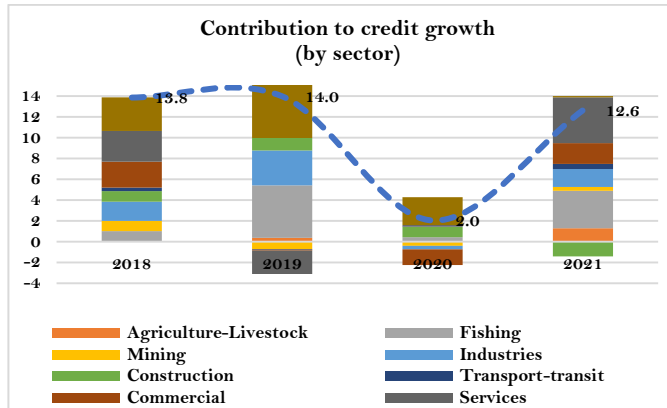 Contribution to credit growth
(by sector)
14
12
10
8
6
4
2
0
-2
-4
13.8
14.0
2.0
12.6
2018
2019
2020
2021
Agriculture-Livestock
Fishing
Mining
Industries
Construction
Transport-transit
Commercial
Services